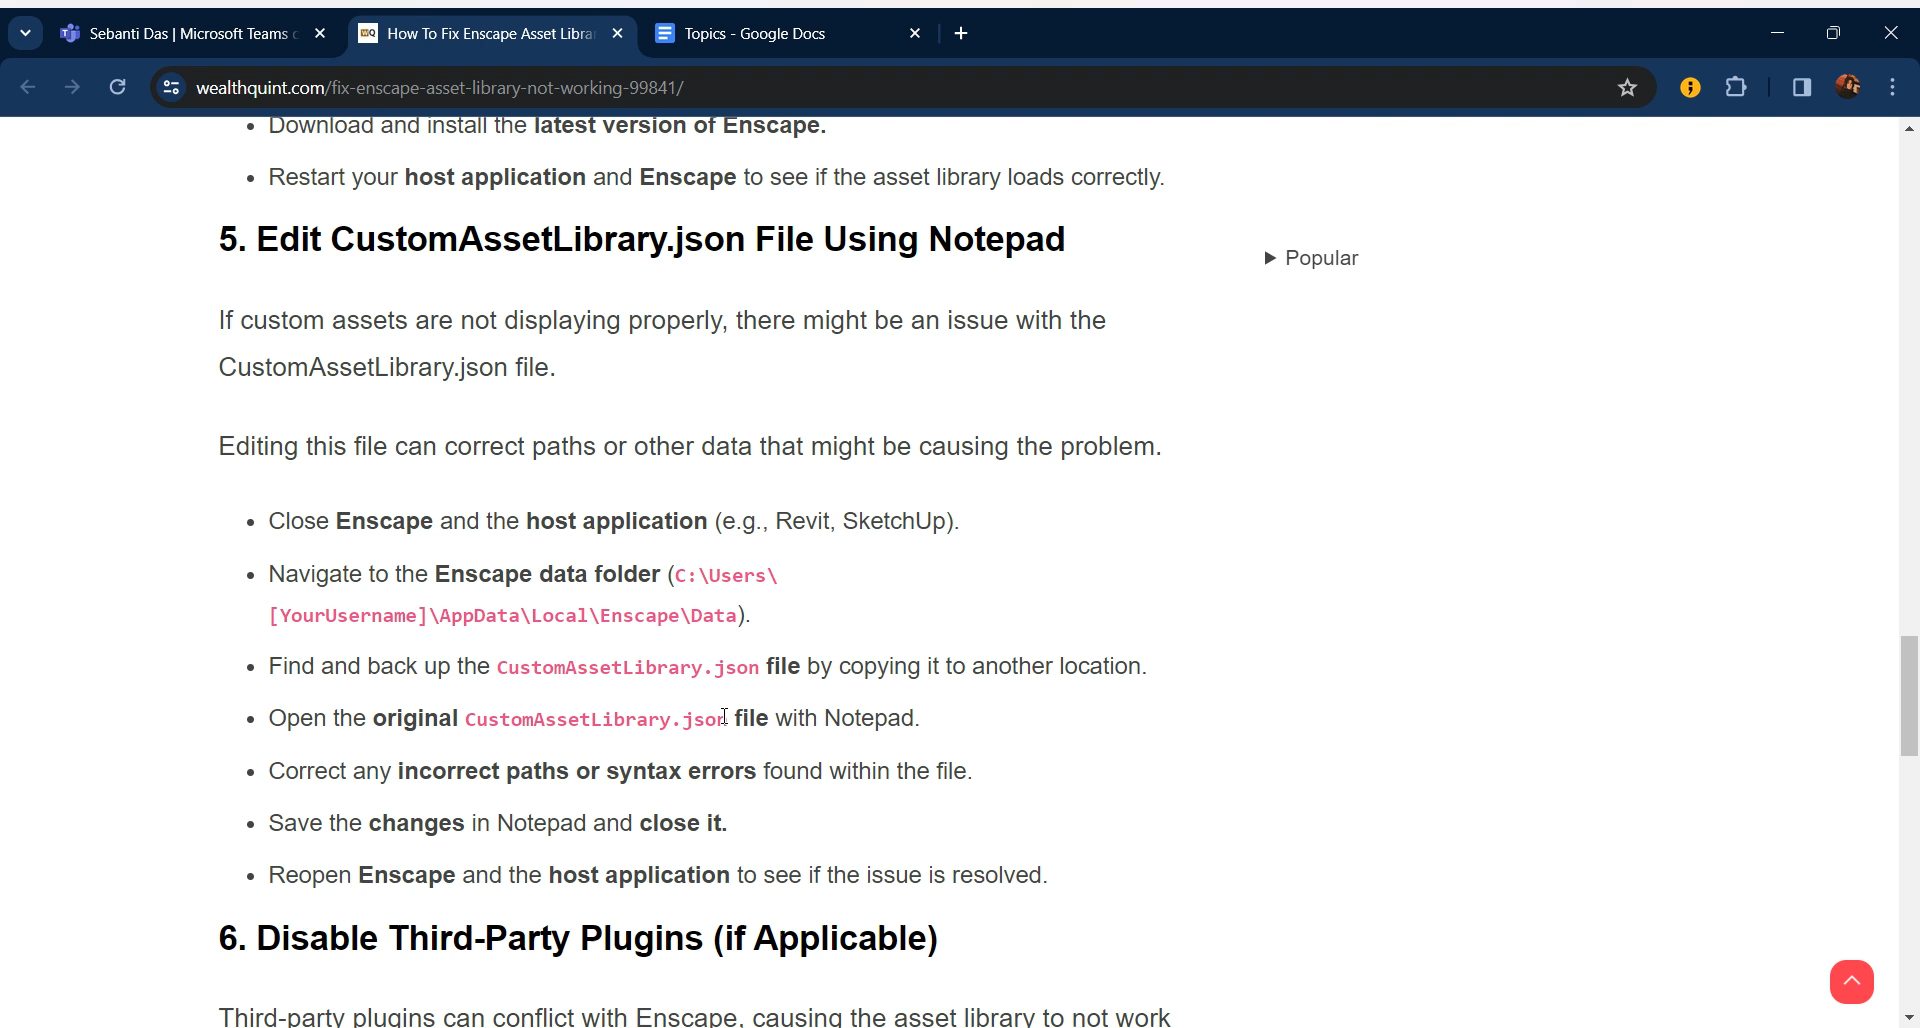 Sebanti Das | Microsoft Teams
How To Fix Enscape Asset Libra
Topics - Google Docs
wealthquint.com/fix-enscape-asset-library-not-working-99841/
• Download and install the latest version of Enscape.
• Restart your host application and Enscape to see if the asset library loads correctly.
5. Edit CustomAssetLibrary.json File Using Notepad
▶ Popular
If custom assets are not displaying properly, there might be an issue with the
CustomAssetLibrary.json file.
Editing this file can correct paths or other data that might be causing the problem.
• Close Enscape and the host application (e.g., Revit, SketchUp).
• Navigate to the Enscape data folder (C:\Users\
[YourUsername]\AppData\Local\Enscape\Data).
• Find and back up the CustomAssetLibrary.json file by copying it to another location.
• Open the original CustomAssetLibrary.json file with Notepad.
• Correct any incorrect paths or syntax errors found within the file.
• Save the changes in Notepad and close it.
• Reopen Enscape and the host application to see if the issue is resolved.
6. Disable Third-Party Plugins (if Applicable)
Third-party plugins can conflict with Enscape, causing the asset library to not work